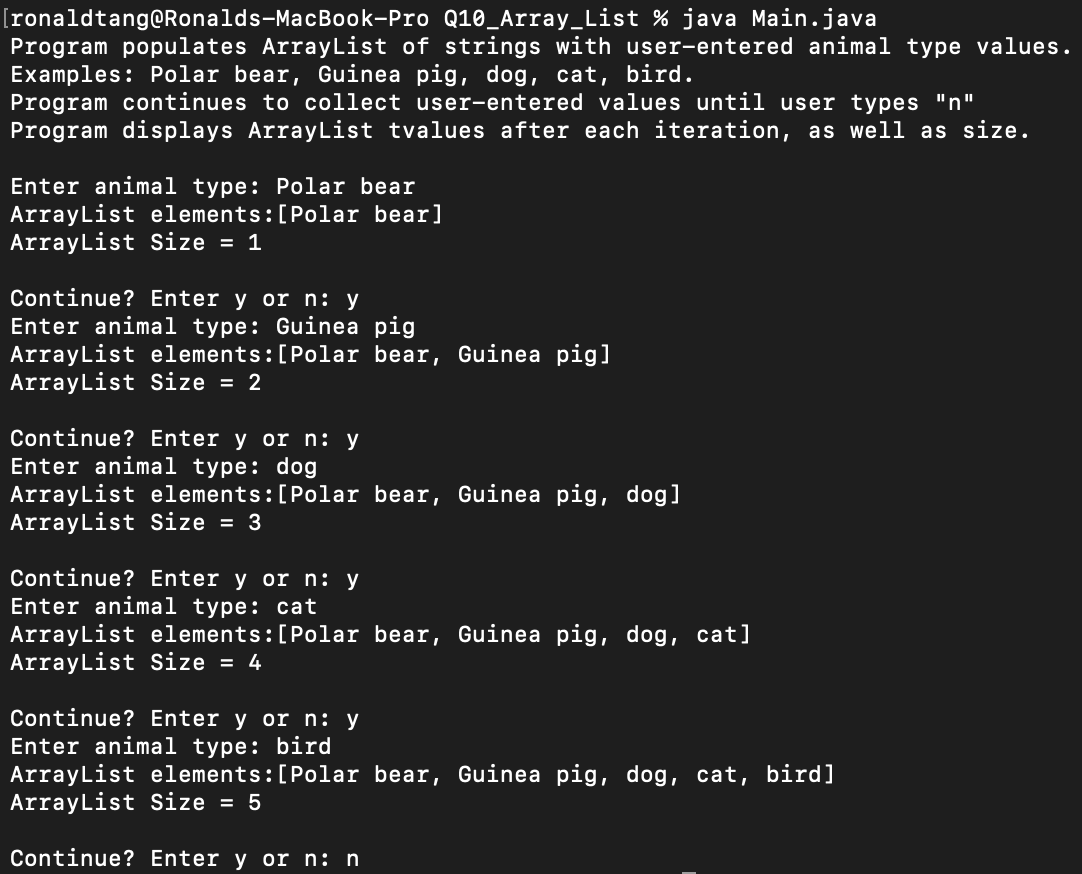 [ronaldtang@Ronalds-MacBook-Pro Q10_Array_List % java Main.java
Program populates ArrayList of strings with user-entered animal type values.
Examples: Polar bear, Guinea pig, dog, cat, bird.
Program continues to collect user-entered values until user types "n"
Program displays ArrayList tvalues after each iteration, as well as size.

Enter animal type: Polar bear
ArrayList elements:[Polar bear]
ArrayList Size = 1

Continue? Enter y or n: y
Enter animal type: Guinea pig
ArrayList elements:[Polar bear, Guinea pig]
ArrayList Size = 2

Continue? Enter y or n: y
Enter animal type: dog
ArrayList elements:[Polar bear, Guinea pig, dog]
ArrayList Size = 3

Continue? Enter y or n: y
Enter animal type: cat
ArrayList elements:[Polar bear, Guinea pig, dog, cat]
ArrayList Size = 4

Continue? Enter y or n: y
Enter animal type: bird
ArrayList elements:[Polar bear, Guinea pig, dog, cat, bird]
ArrayList Size = 5

Continue? Enter y or n: n